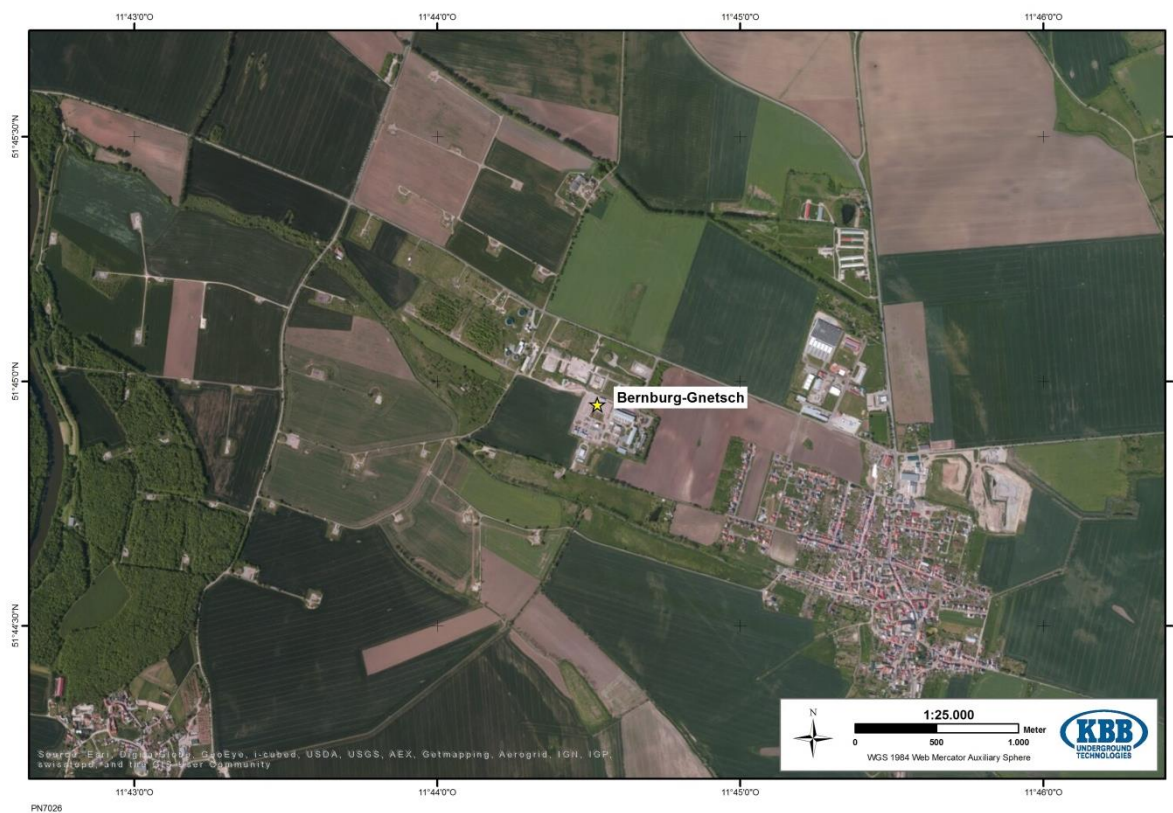 11°43'0"O
11°44'0"O
11°45'0"O
11°46'0"O
51°45'30"N
51°45'0"N
51°44'30"N
Bernburg-Gnetsch
N
1:25.000
Meter
0
500
1.000
WGS 1984 Web Mercator Auxiliary Sphere
KBB
UNDERGROUND
TECHNOLOGIES
Source: Esri, DigitalGlobe, GeoEye, i-cubed, USDA, USGS, AEX, Getmapping, Aerogrid, IGN, IGP,
swisstopo, and the GIS User Community
11°43'0"O
11°44'0"O
11°45'0"O
11°46'0"O
PN7026